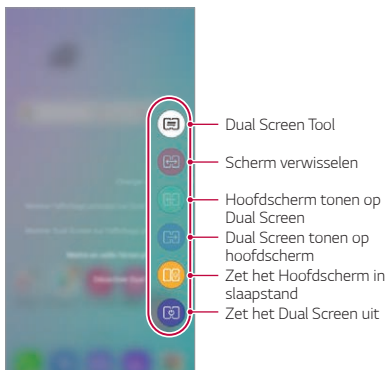 Dual Screen Tool
Scherm verwisselen
Hoofdscherm tonen op
Dual Screen
Dual Screen tonen op
hoofdscherm
Zet het Hoofdscherm in
slaapstand
Zet het Dual Screen uit